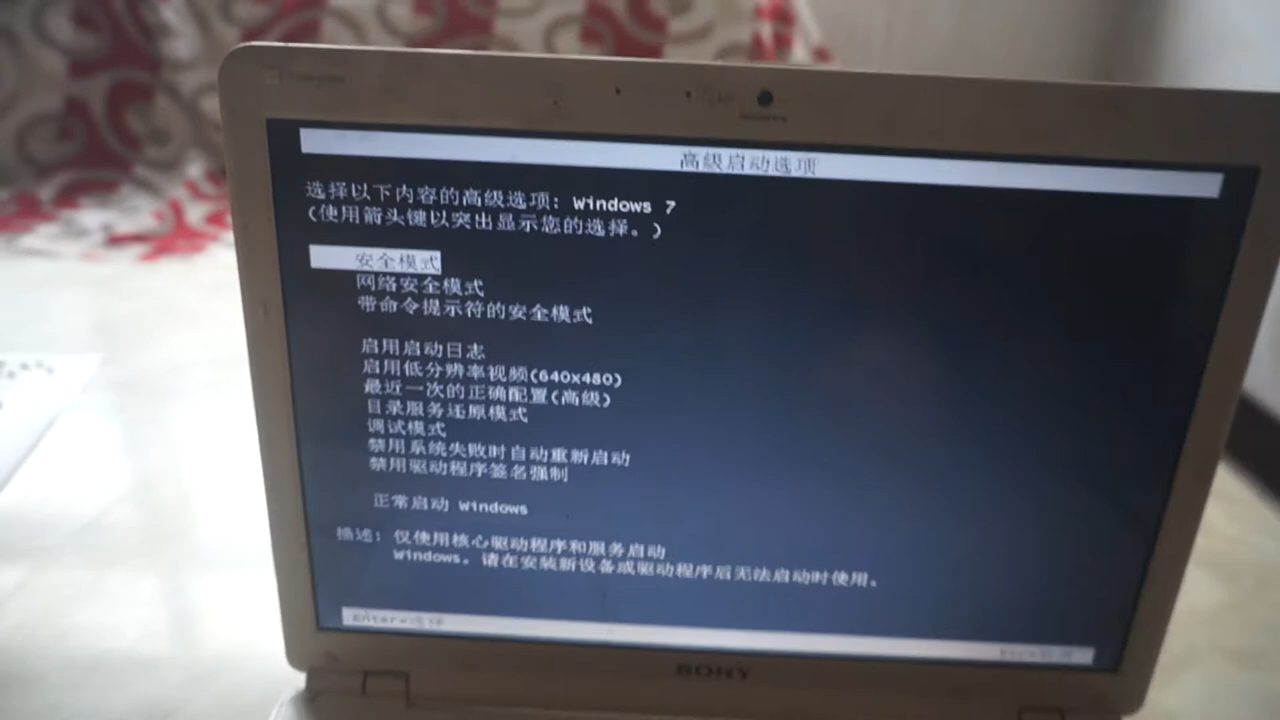 高级启动选项
选择以下内容的高级选项: Windows 7
(使用箭头键以突出显示您的选择。)
安全模式
网络安全模式
带命令提示符的安全模式
启用启动日志
启用低分辨率视频(640x480)
最近一次的正确配置(高级)
目录服务还原模式
调试模式
禁用系统失败时自动重新启动
禁用驱动程序签名强制
正常启动 Windows
描述: 仅使用核心驱动程序和服务启动
Windows。请在安装新设备或驱动程序后无法启动时使用。
Enter=选择
SONY